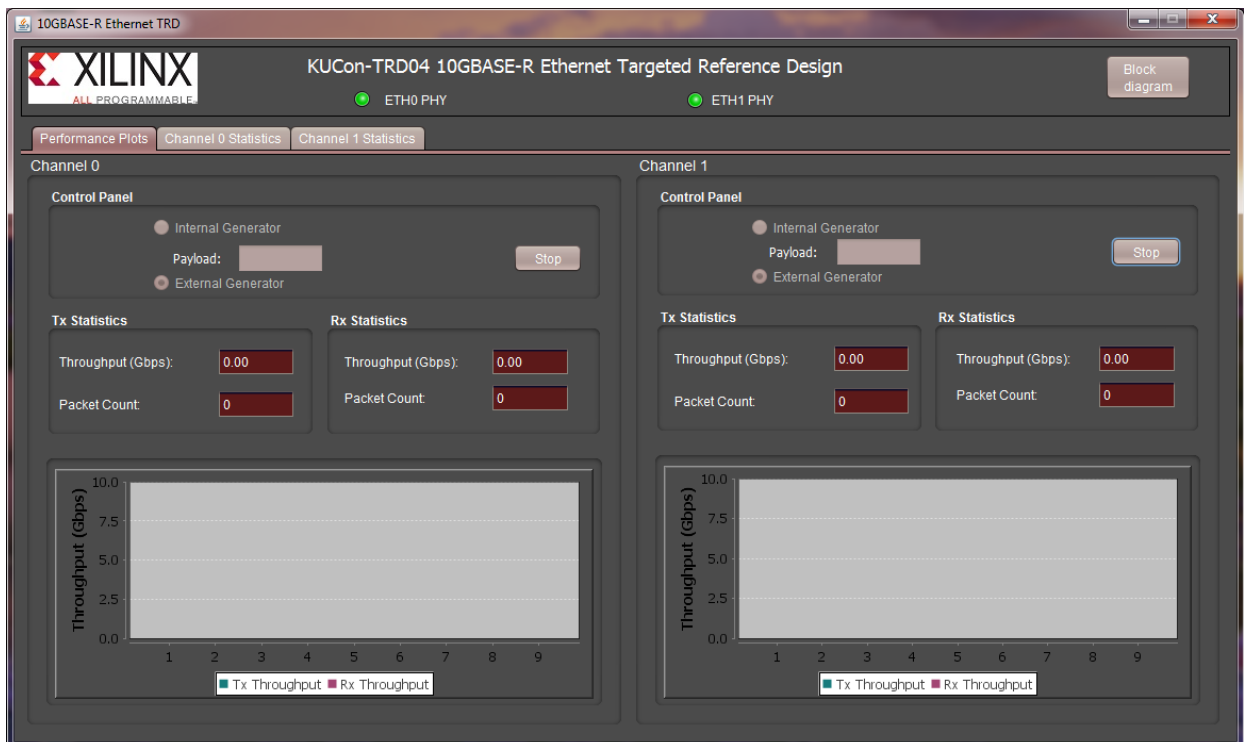 10GBASE-R Ethernet TRD
XILINX
ALL PROGRAMMABLE.
KUCon-TRD04 10GBASE-R Ethernet Targeted Reference Design
ETH0 PHY
ETH1 PHY
Block
diagram
Performance Plots
Channel 0 Statistics
Channel 1 Statistics
Channel 0
Control Panel
Internal Generator
Payload:
Stop
External Generator
Tx Statistics
Rx Statistics
Throughput (Gbps): 0.00
Throughput (Gbps): 0.00
Packet Count: 0
Packet Count: 0
Throughput (Gbps)
10.0
7.5
5.0
2.5
0.0
1 2 3 4 5 6 7 8 9
Tx Throughput Rx Throughput
Channel 1
Control Panel
Internal Generator
Payload:
Stop
External Generator
Tx Statistics
Rx Statistics
Throughput (Gbps): 0.00
Throughput (Gbps): 0.00
Packet Count: 0
Packet Count: 0
Throughput (Gbps)
10.0
7.5
5.0
2.5
0.0
1 2 3 4 5 6 7 8 9
Tx Throughput Rx Throughput